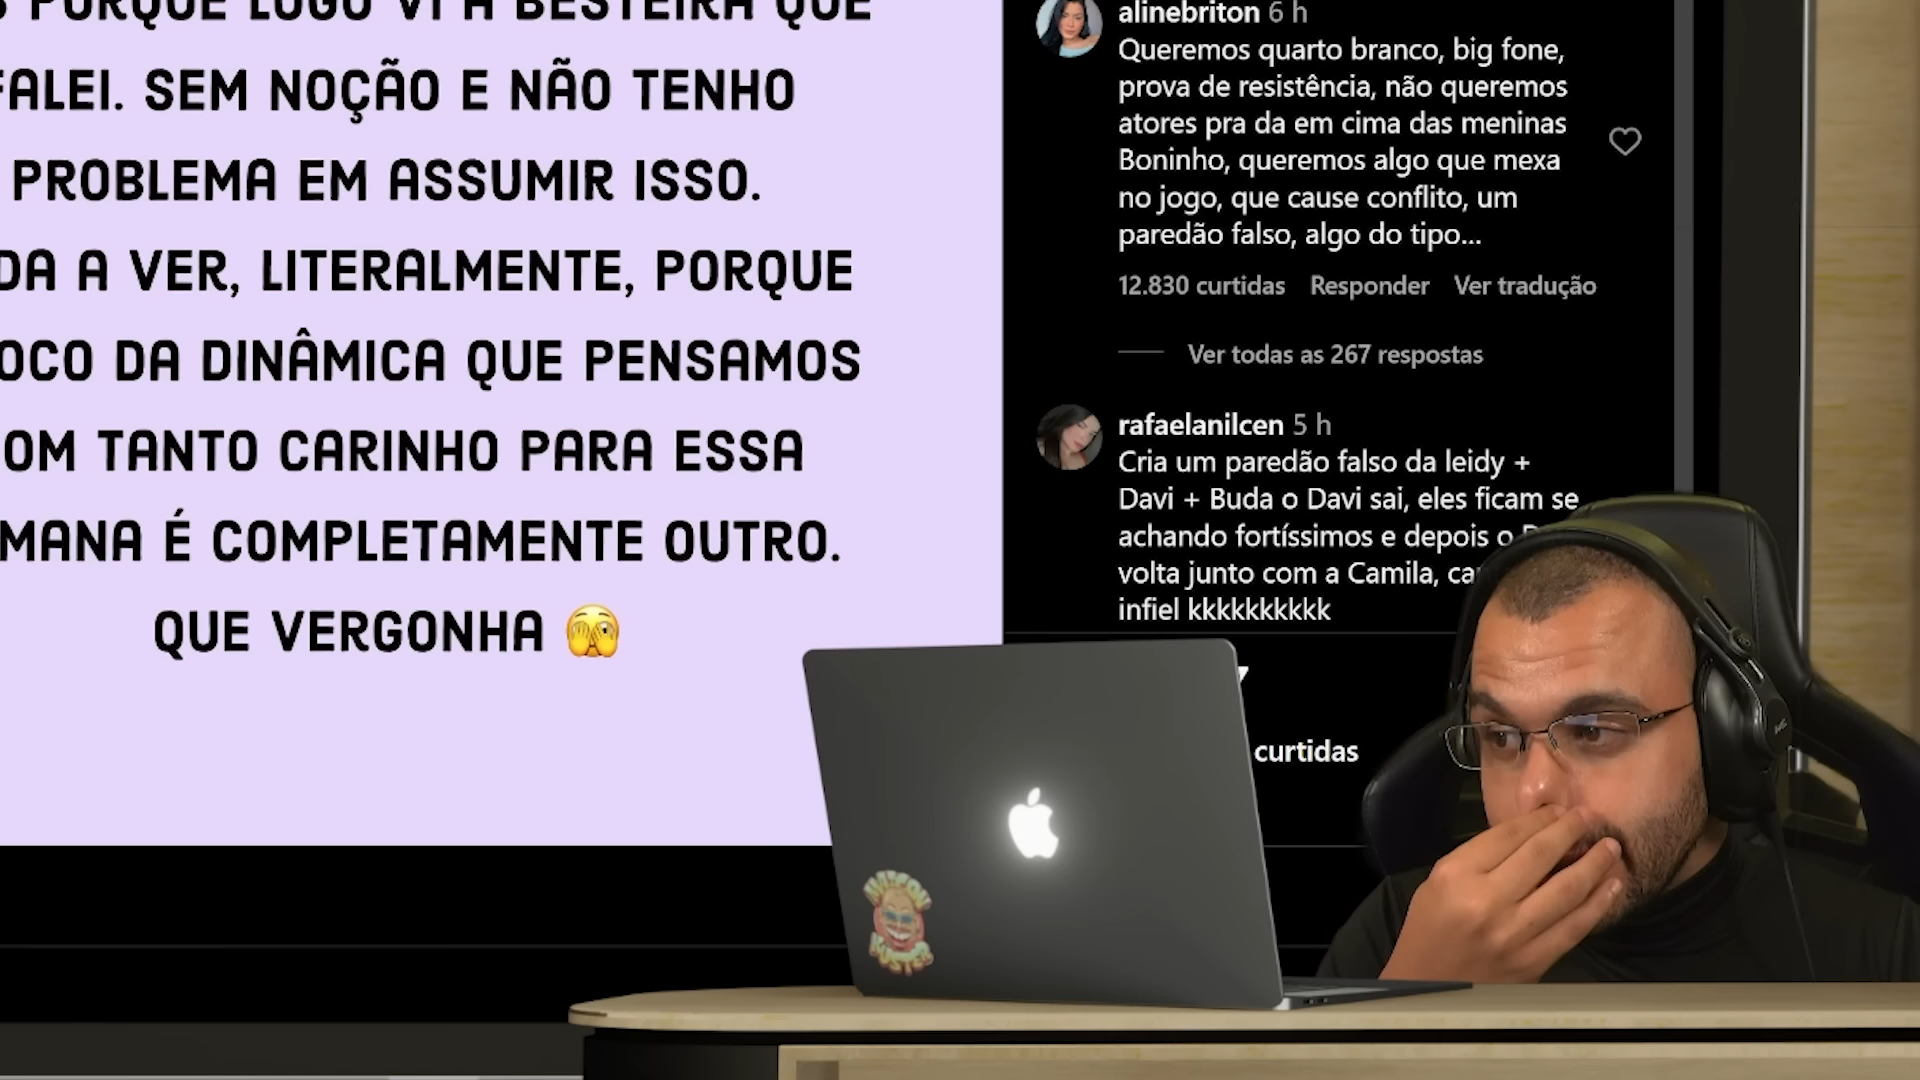 PORQUE LOGO VI A BESTEIRA QUE
FALEI. SEM NOÇÃO E NÃO TENHO
PROBLEMA EM ASSUMIR ISSO.
DA A VER, LITERALMENTE, PORQUE
OCO DA DINÂMICA QUE PENSAMOS
OM TANTO CARINHO PARA ESSA
MANA É COMPLETAMENTE OUTRO.
QUE VERGONHA 🫣
alinebriton 6 h
Queremos quarto branco, big fone,
prova de resistência, não queremos
atores pra da em cima das meninas
Boninho, queremos algo que mexa
no jogo, que cause conflito, um
paredão falso, algo do tipo...
12.830 curtidas Responder Ver tradução
Ver todas as 267 respostas
rafaelanilcen 5 h
Cria um paredão falso da leidy +
Davi + Buda o Davi sai, eles ficam se
achando fortíssimos e depois o
volta junto com a Camila,
infiel kkkkkkkkkk
curtidas